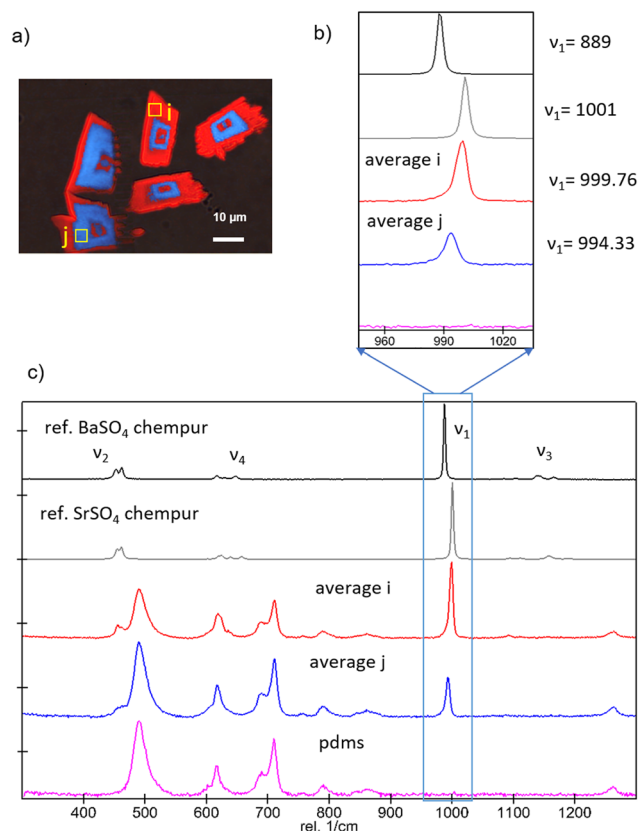 a)
i
j
10 µm
b)
ν1= 889
ν1= 1001
average i
ν1= 999.76
average j
ν1= 994.33
960 990 1020
c)
ref. BaSO4 chempur
ν2 ν4 ν1 ν3
ref. SrSO4 chempur
average i
average j
pdms
400 500 600 700 800 900 1000 1100 1200
rel. 1/cm